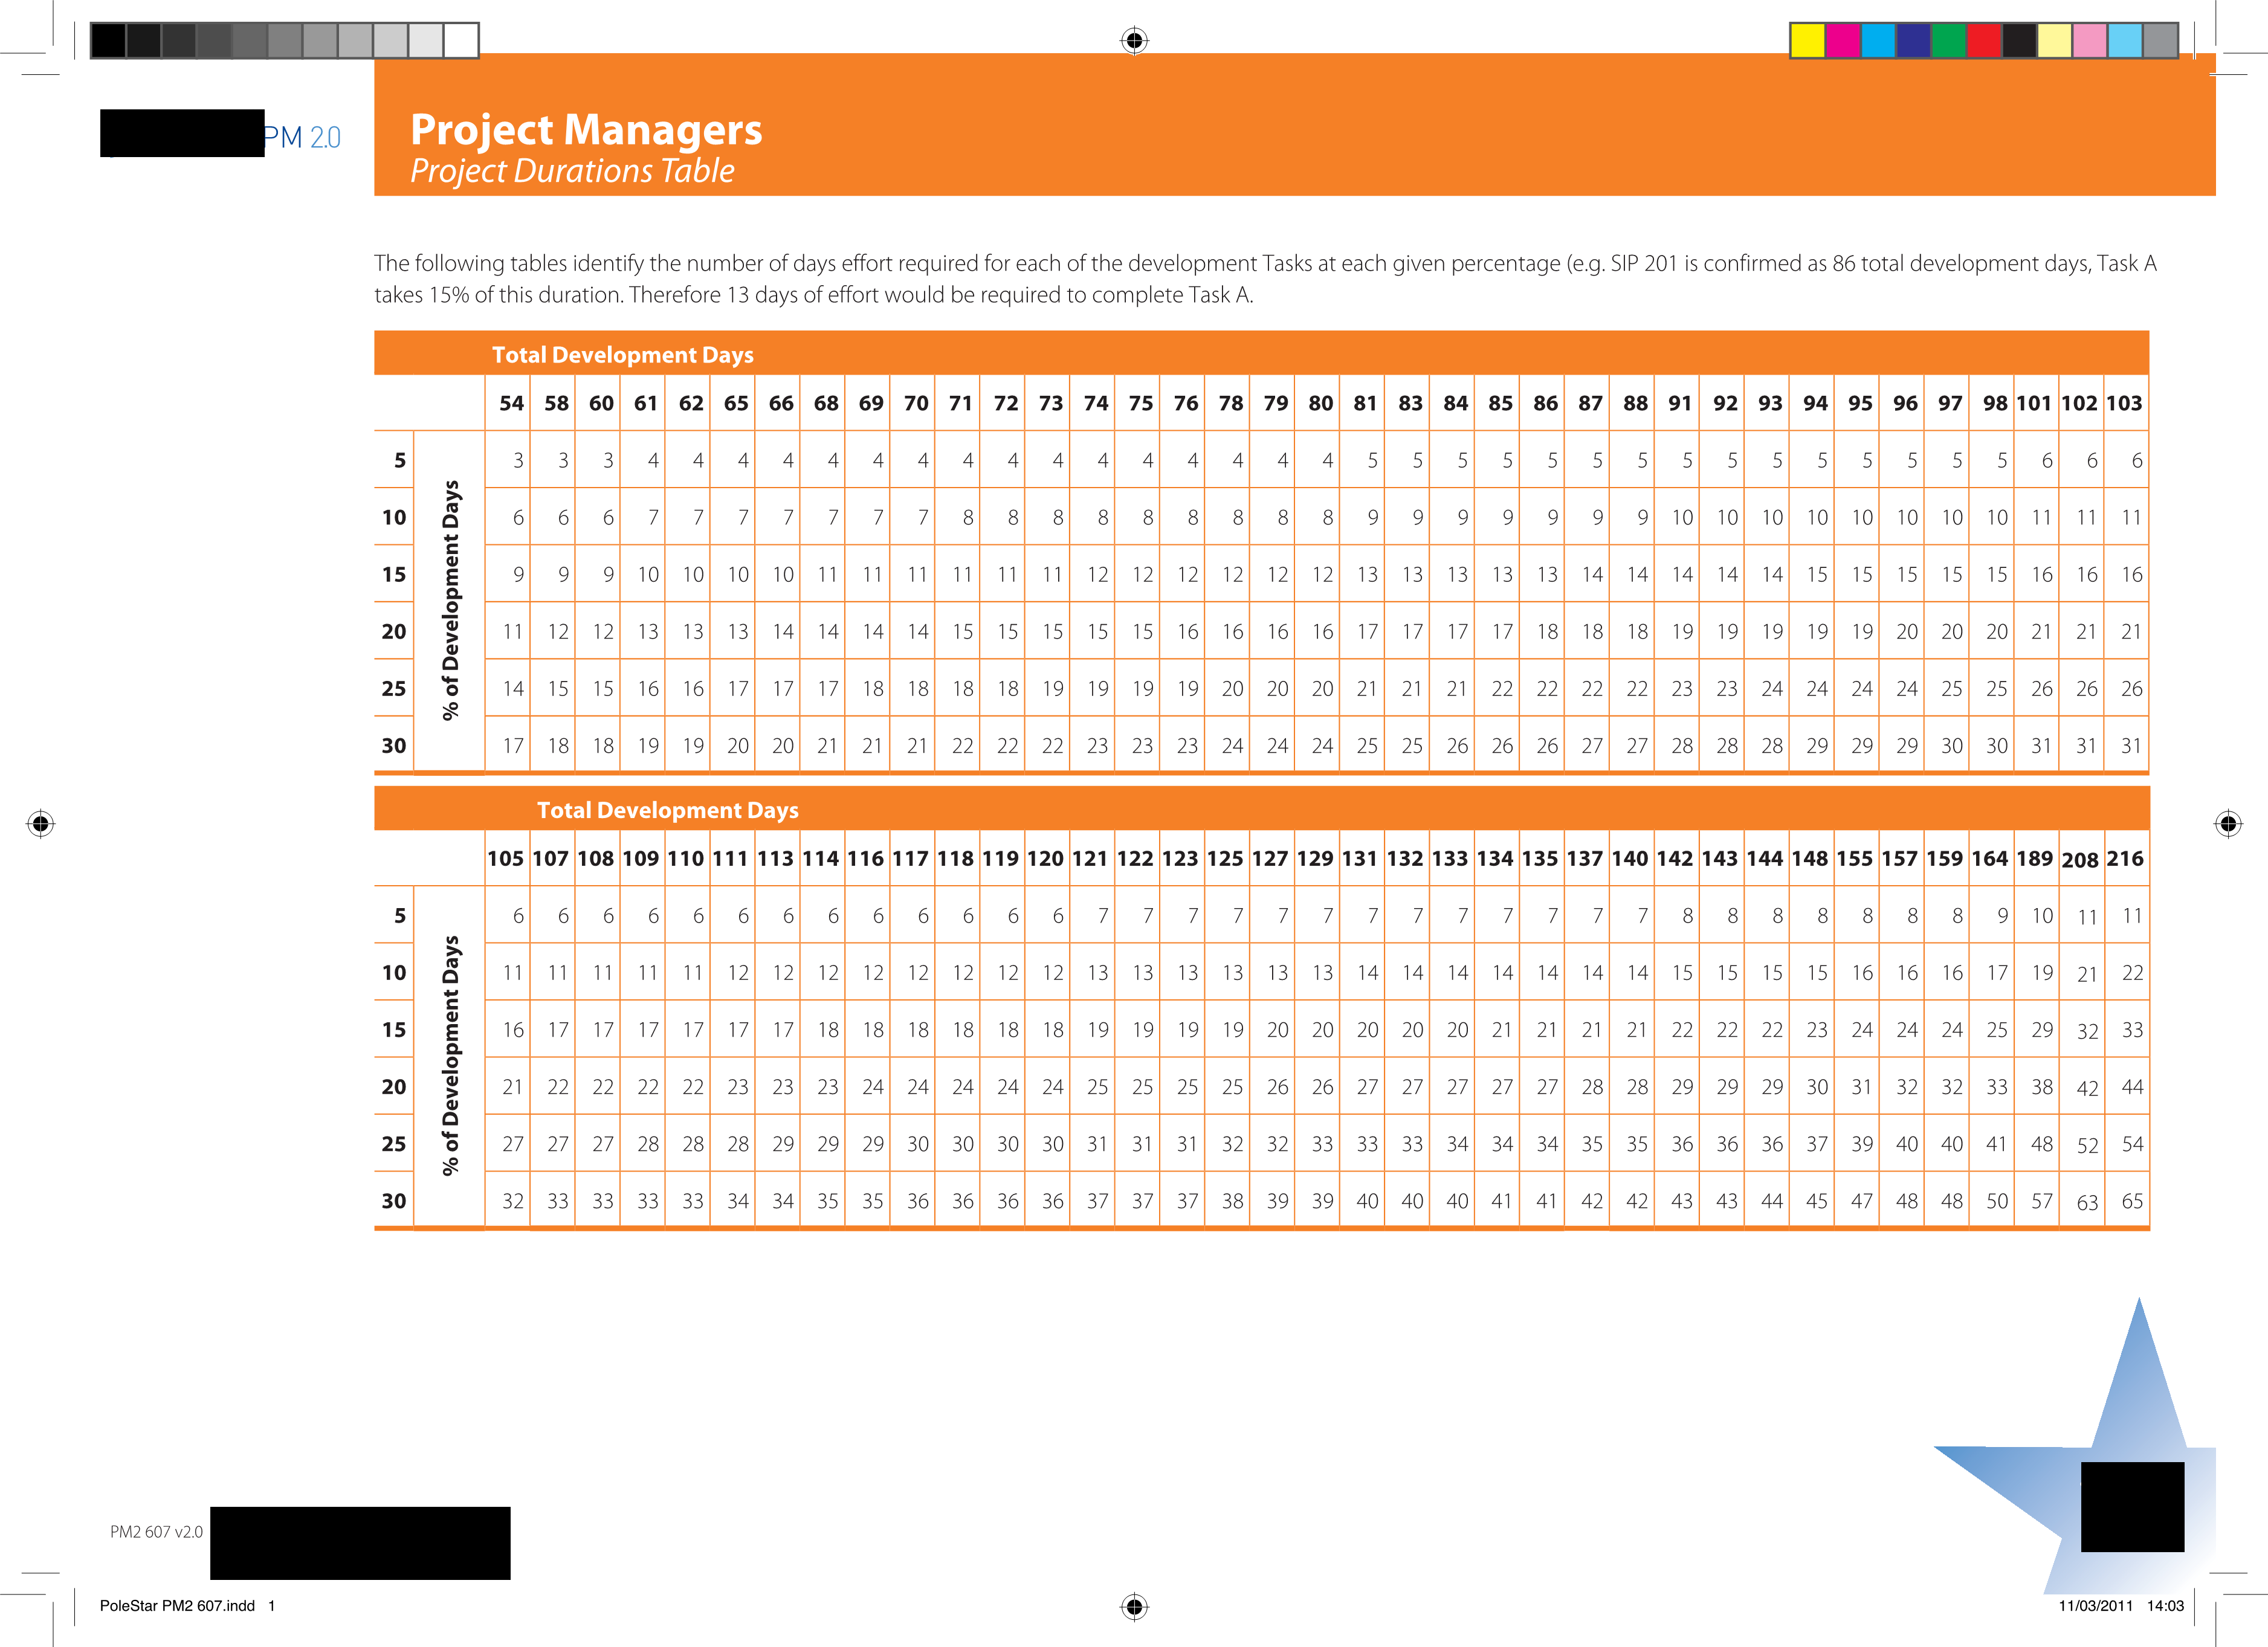 PM 2.0
Project Managers
Project Durations Table
The following tables identify the number of days effort required for each of the development Tasks at each given percentage (e.g. SIP 201 is confirmed as 86 total development days, Task A
takes 15% of this duration. Therefore 13 days of effort would be required to complete Task A.
Total Development Days
54 58 60 61 62 65 66 68 69 70 71 72 73 74 75 76 78 79 80 81 83 84 85 86 87 88 91 92 93 94 95 96 97 98 101 102 103
% of Development Days
5 3 3 3 4 4 4 4 4 4 4 4 4 4 4 4 4 4 4 4 5 5 5 5 5 5 5 5 5 5 5 5 5 5 5 6 6 6
10 6 6 6 7 7 7 7 7 7 7 8 8 8 8 8 8 8 8 8 9 9 9 9 9 9 9 10 10 10 10 10 10 10 10 11 11 11
15 9 9 9 10 10 10 10 11 11 11 11 11 11 12 12 12 12 12 12 13 13 13 13 13 14 14 14 14 14 15 15 15 15 15 16 16 16
20 11 12 12 13 13 13 14 14 14 14 15 15 15 15 15 16 16 16 16 17 17 17 17 18 18 18 19 19 19 19 19 20 20 20 21 21 21
25 14 15 15 16 16 17 17 17 18 18 18 18 19 19 19 19 20 20 20 21 21 21 22 22 22 22 23 23 24 24 24 24 25 25 26 26 26
30 17 18 18 19 19 20 20 21 21 21 22 22 22 23 23 23 24 24 24 25 25 26 26 26 27 27 28 28 28 29 29 29 30 30 31 31 31
Total Development Days
105 107 108 109 110 111 113 114 116 117 118 119 120 121 122 123 125 127 129 131 132 133 134 135 137 140 142 143 144 148 155 157 159 164 189 208 216
% of Development Days
5 6 6 6 6 6 6 6 6 6 6 6 6 6 7 7 7 7 7 7 7 7 7 7 7 7 7 8 8 8 8 8 8 8 9 10 11 11
10 11 11 11 11 11 12 12 12 12 12 12 12 12 13 13 13 13 13 13 14 14 14 14 14 14 14 15 15 15 15 16 16 16 17 19 21 22
15 16 17 17 17 17 17 17 18 18 18 18 18 18 19 19 19 19 20 20 20 20 20 21 21 21 21 22 22 22 23 24 24 24 25 29 32 33
20 21 22 22 22 22 23 23 23 24 24 24 24 24 25 25 25 25 26 26 27 27 27 27 27 28 28 29 29 29 30 31 32 32 33 38 42 44
25 27 27 27 28 28 28 29 29 29 30 30 30 30 31 31 31 32 32 33 33 33 34 34 34 35 35 36 36 36 37 39 40 40 41 48 52 54
30 32 33 33 33 33 34 34 35 35 36 36 36 36 37 37 37 38 39 39 40 40 40 41 41 42 42 43 43 44 45 47 48 48 50 57 63 65
PM2 607 v2.0
PoleStar PM2 607.indd 1
11/03/2011 14:03